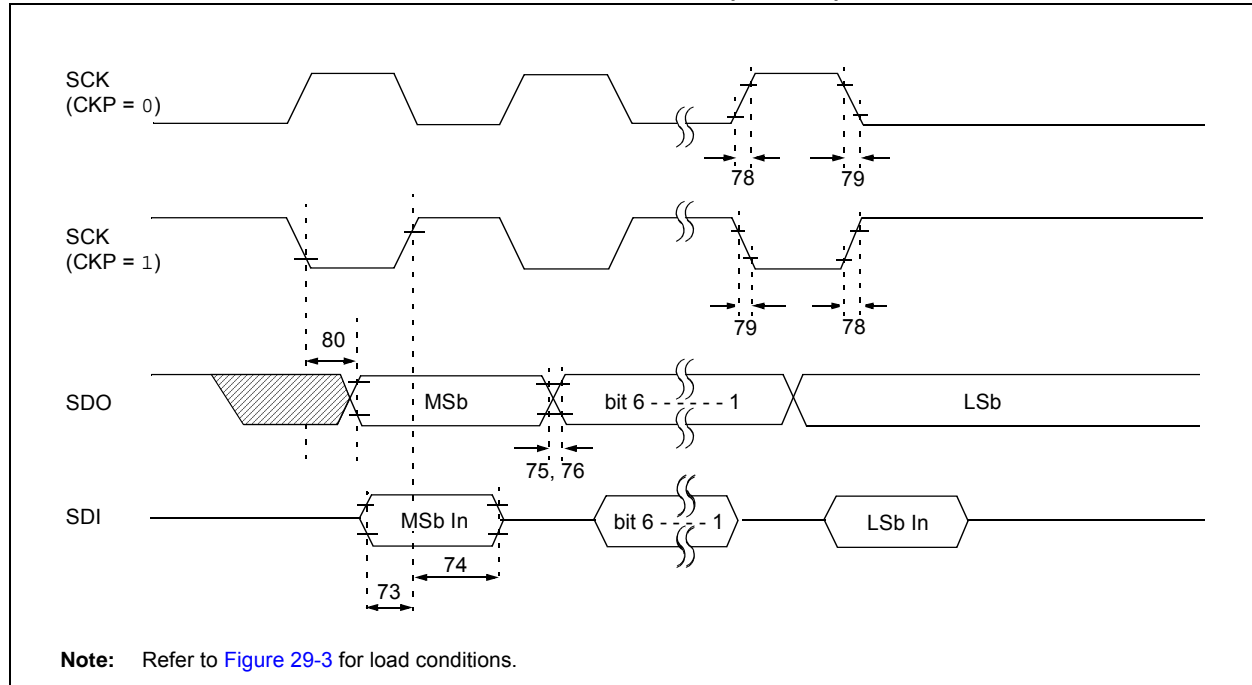 SCK
(CKP = 0)
78
79
SCK
(CKP = 1)
79
78
80
SDO
MSb
bit 6 - - - - - - 1
LSb
75, 76
SDI
MSb In
bit 6 - - - - - 1
LSb In
74
73
Note: Refer to Figure 29-3 for load conditions.